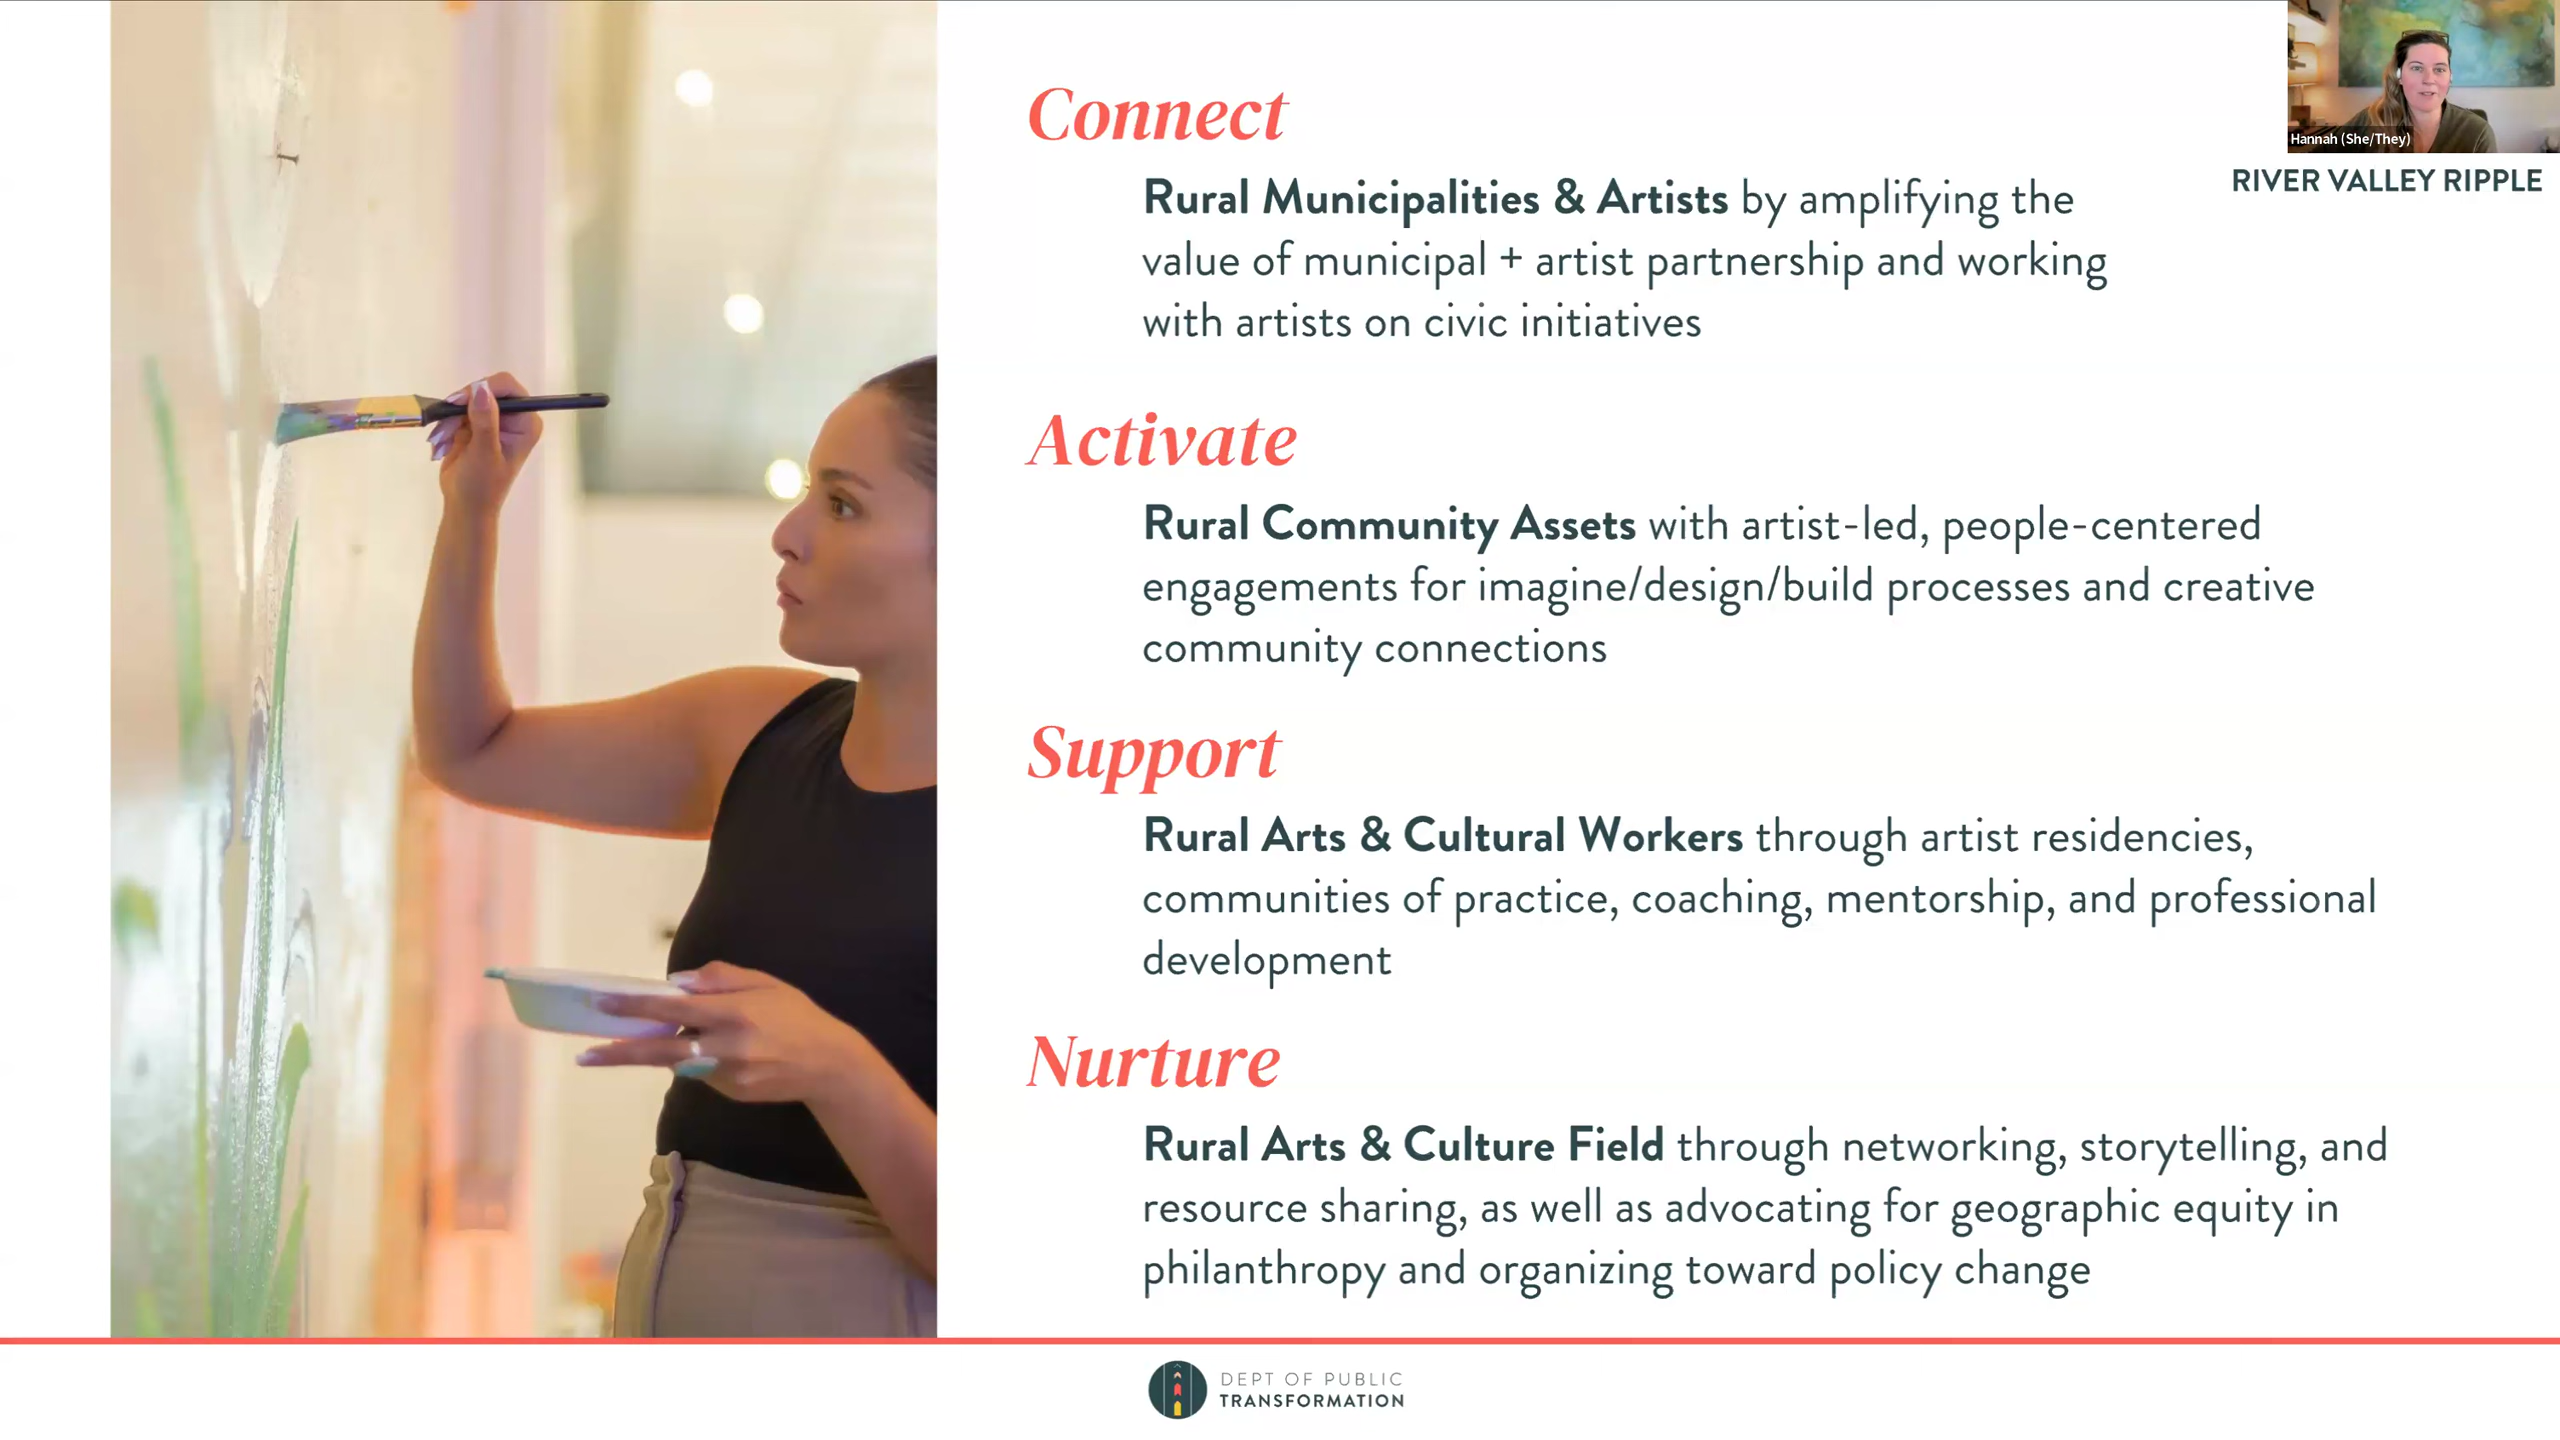 Connect
Rural Municipalities & Artists by amplifying the
value of municipal + artist partnership and working
with artists on civic initiatives
Hannah (She/They)
RIVER VALLEY RIPPLE
Activate
Rural Community Assets with artist-led, people-centered
engagements for imagine/design/build processes and creative
community connections
Support
Rural Arts & Cultural Workers through artist residencies,
communities of practice, coaching, mentorship, and professional
development
Nurture
Rural Arts & Culture Field through networking, storytelling, and
resource sharing, as well as advocating for geographic equity in
philanthropy and organizing toward policy change
DEPT OF PUBLIC
TRANSFORMATION